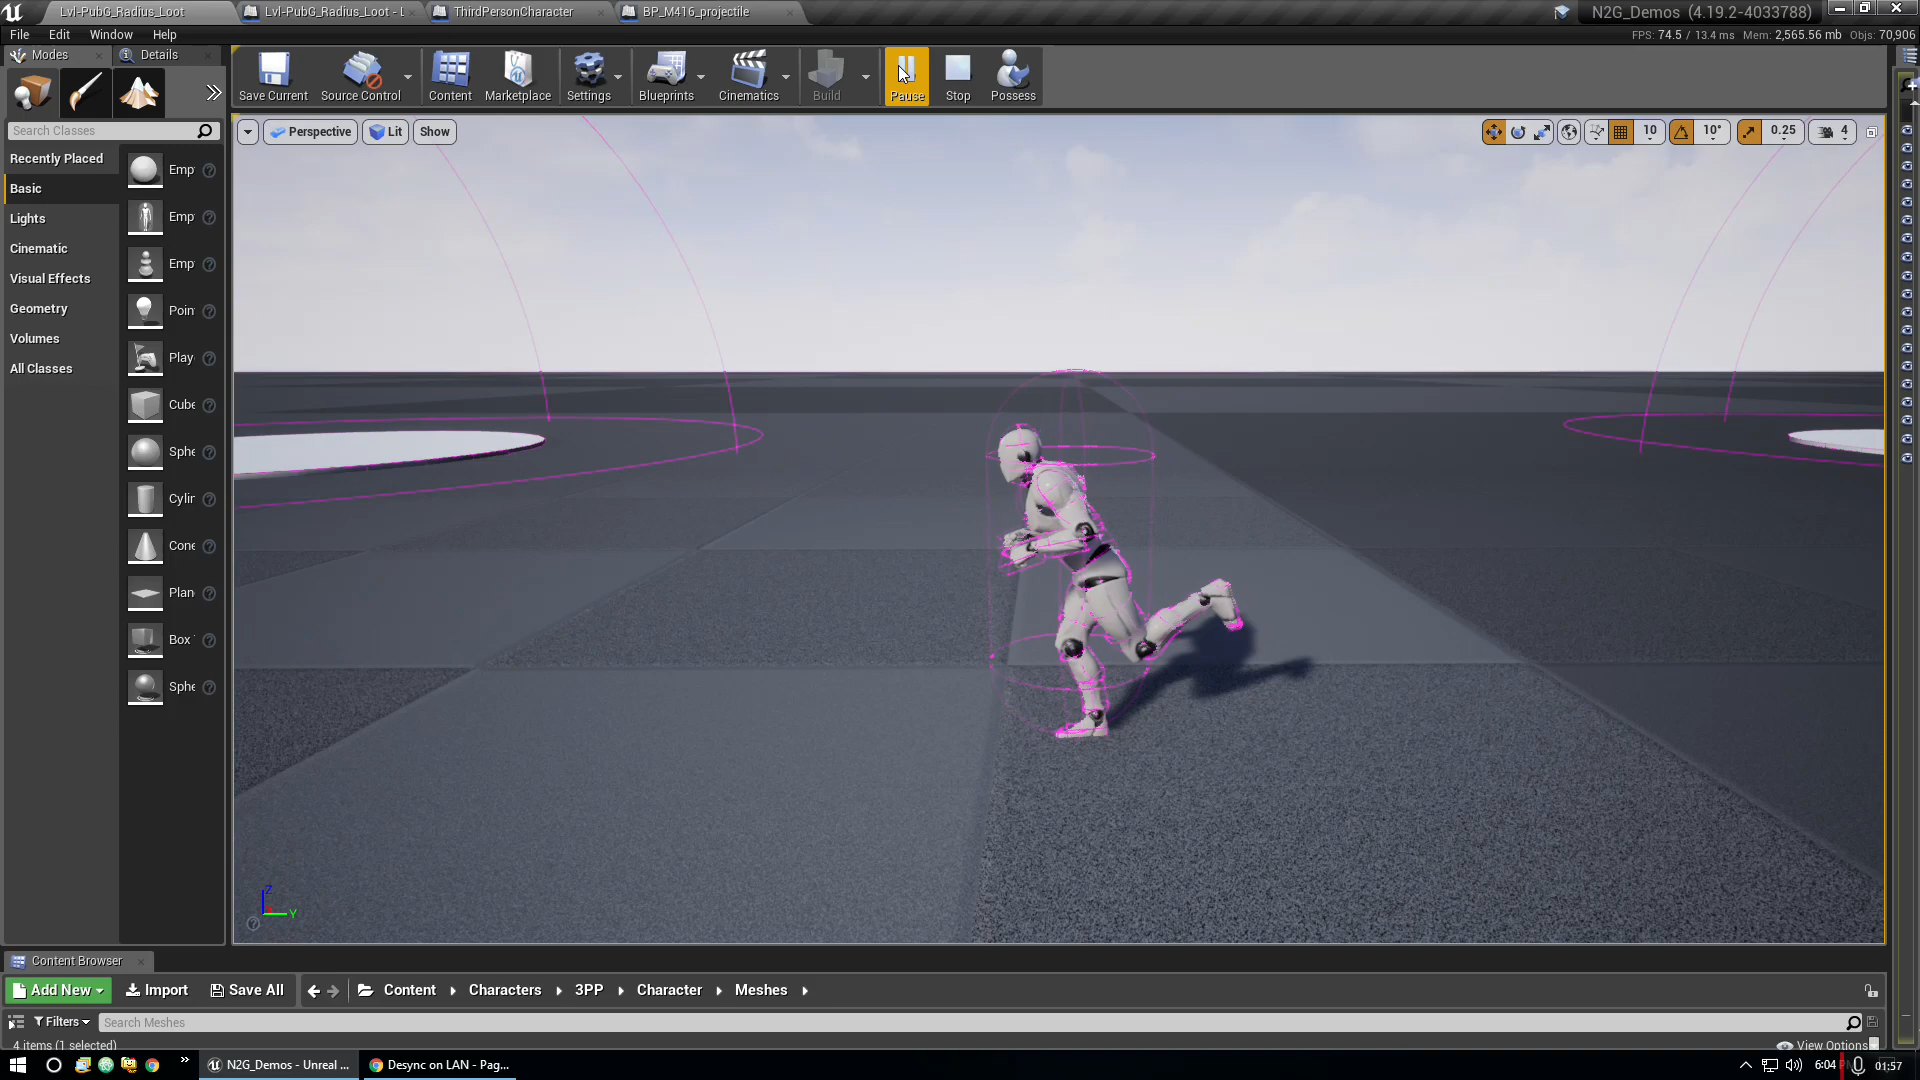 Lvl-PubG_Radius_Loot
Lvl-PubG_Radius_Loot - L
ThirdPersonCharacter
BP_M416_projectile
N2G_Demos (4.19.2-4033788)
File Edit Window Help
FPS: 74.5 / 13.4 ms Mem: 2,565.56 mb Objs: 70,906
Modes
Details
Save Current
Source Control
Content
Marketplace
Settings
Blueprints
Cinematics
Build
Pause
Stop
Possess
Search Classes
Perspective
Lit
Show
10
10°
0.25
4
Recently Placed
Basic
Lights
Cinematic
Visual Effects
Geometry
Volumes
All Classes
Emp
Emp
Emp
Poin
Play
Cube
Sphe
Cylin
Cone
Plan
Box
Sphe
Z
Y
Content Browser
Add New
Import
Save All
Content
Characters
3PP
Character
Meshes
Filters
Search Meshes
4 items (1 selected)
View Options
N2G_Demos - Unreal ...
Desync on LAN - Pag...
6:04
01:57